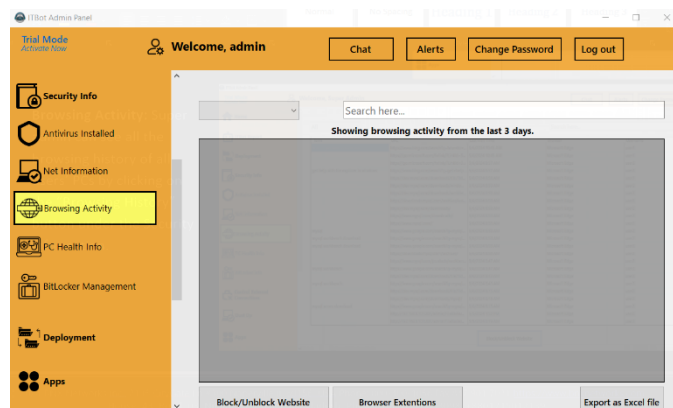 ITBot Admin Panel
Trial Mode
Activate Now
Welcome, admin
Chat
Alerts
Change Password
Log out
Security Info
Antivirus Installed
Net Information
Browsing Activity
PC Health Info
BitLocker Management
Deployment
Apps
Search here...
Showing browsing activity from the last 3 days.
Block/Unblock Website
Browser Extentions
Export as Excel file